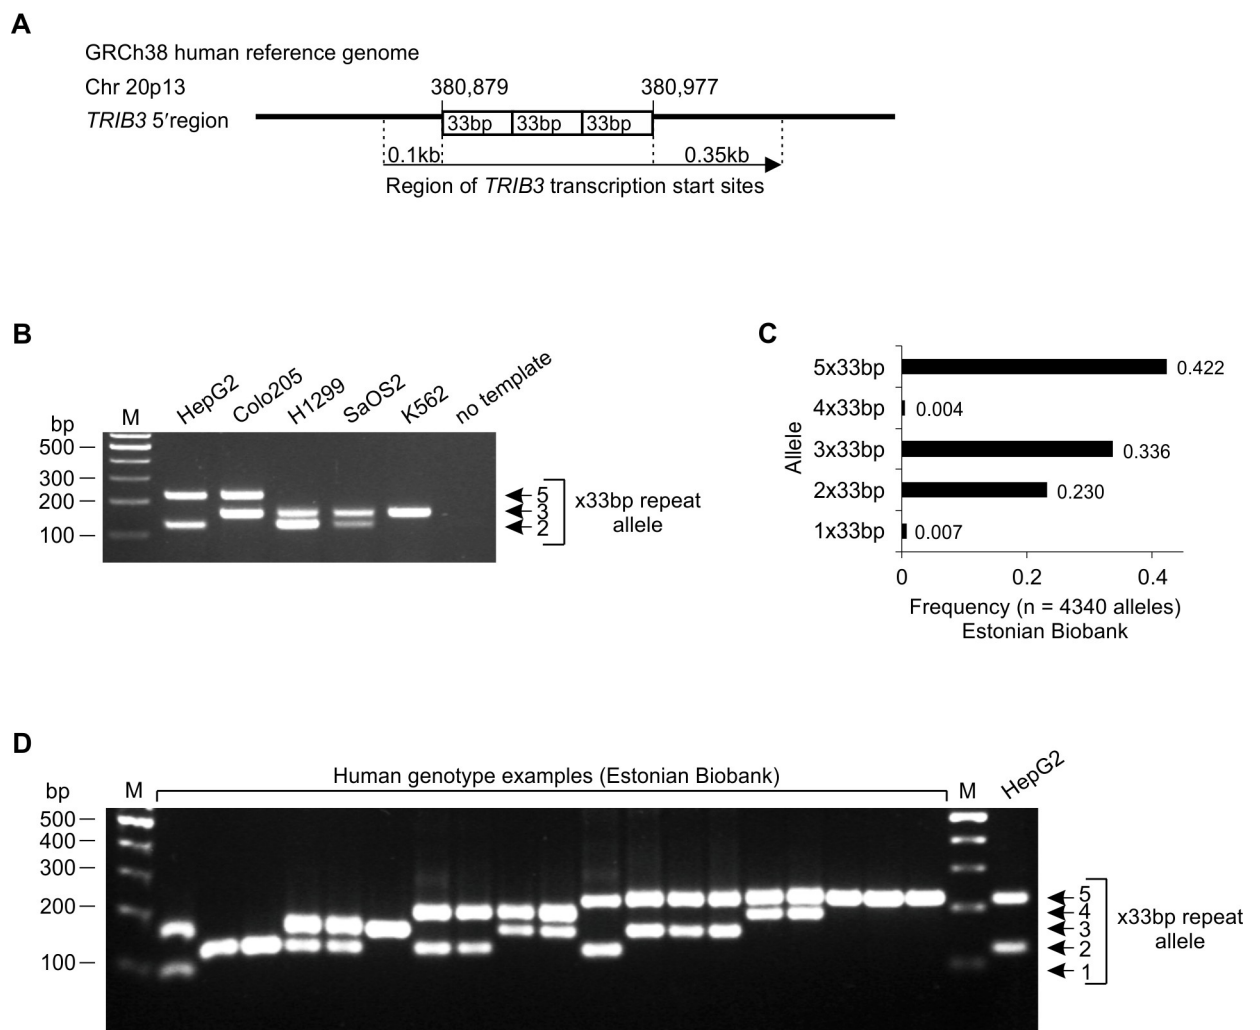 A
GRCh38 human reference genome
Chr 20p13
380,879
380,977
TRIB3 5′region
33bp
33bp
33bp
0.1kb
0.35kb
Region of TRIB3 transcription start sites
B
HepG2
Colo205
H1299
SaOS2
K562
no template
bp
M
500
300
200
100
5
3
2
x33bp repeat
allele
C
Allele
5x33bp
0.422
4x33bp
0.004
3x33bp
0.336
2x33bp
0.230
1x33bp
0.007
0
0.2
0.4
Frequency (n = 4340 alleles)
Estonian Biobank
D
Human genotype examples (Estonian Biobank)
bp
M
M
HepG2
500
400
300
200
100
5
4
3
2
1
x33bp repeat
allele